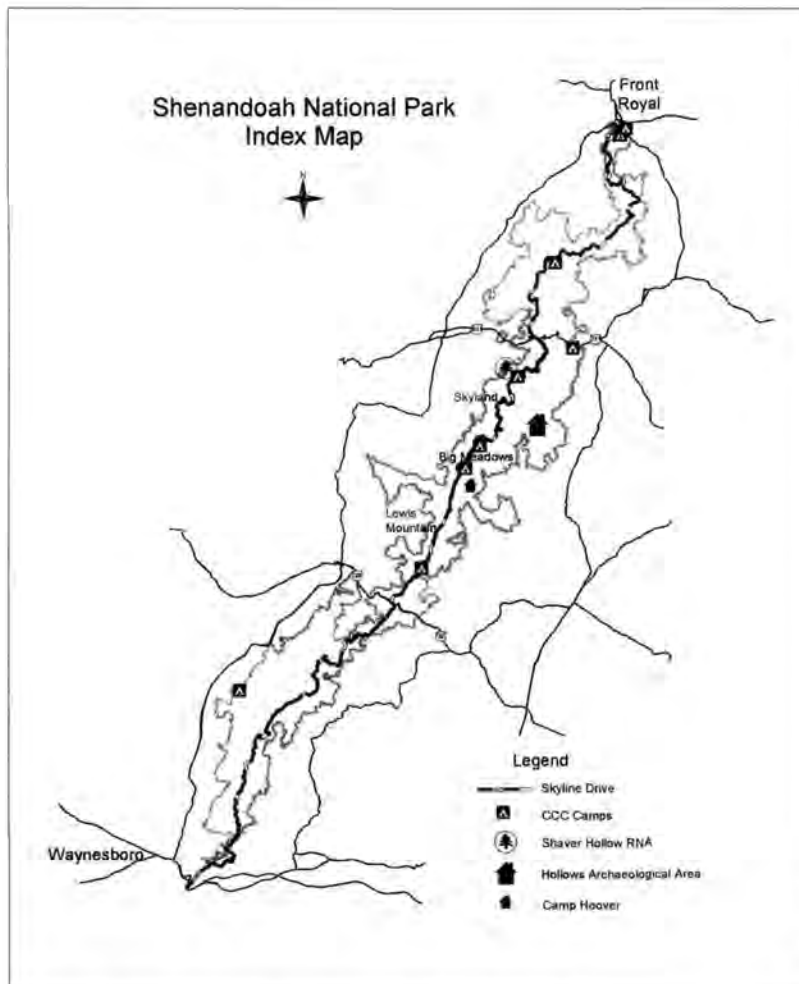 Shenandoah National Park
Index Map
Front
Royal
N
Skyland
Big Meadows
Lewis
Mountain
Waynesboro
Legend
Skyline Drive
CCC Camps
Shaver Hollow RNA
Hollows Archaeological Area
Camp Hoover